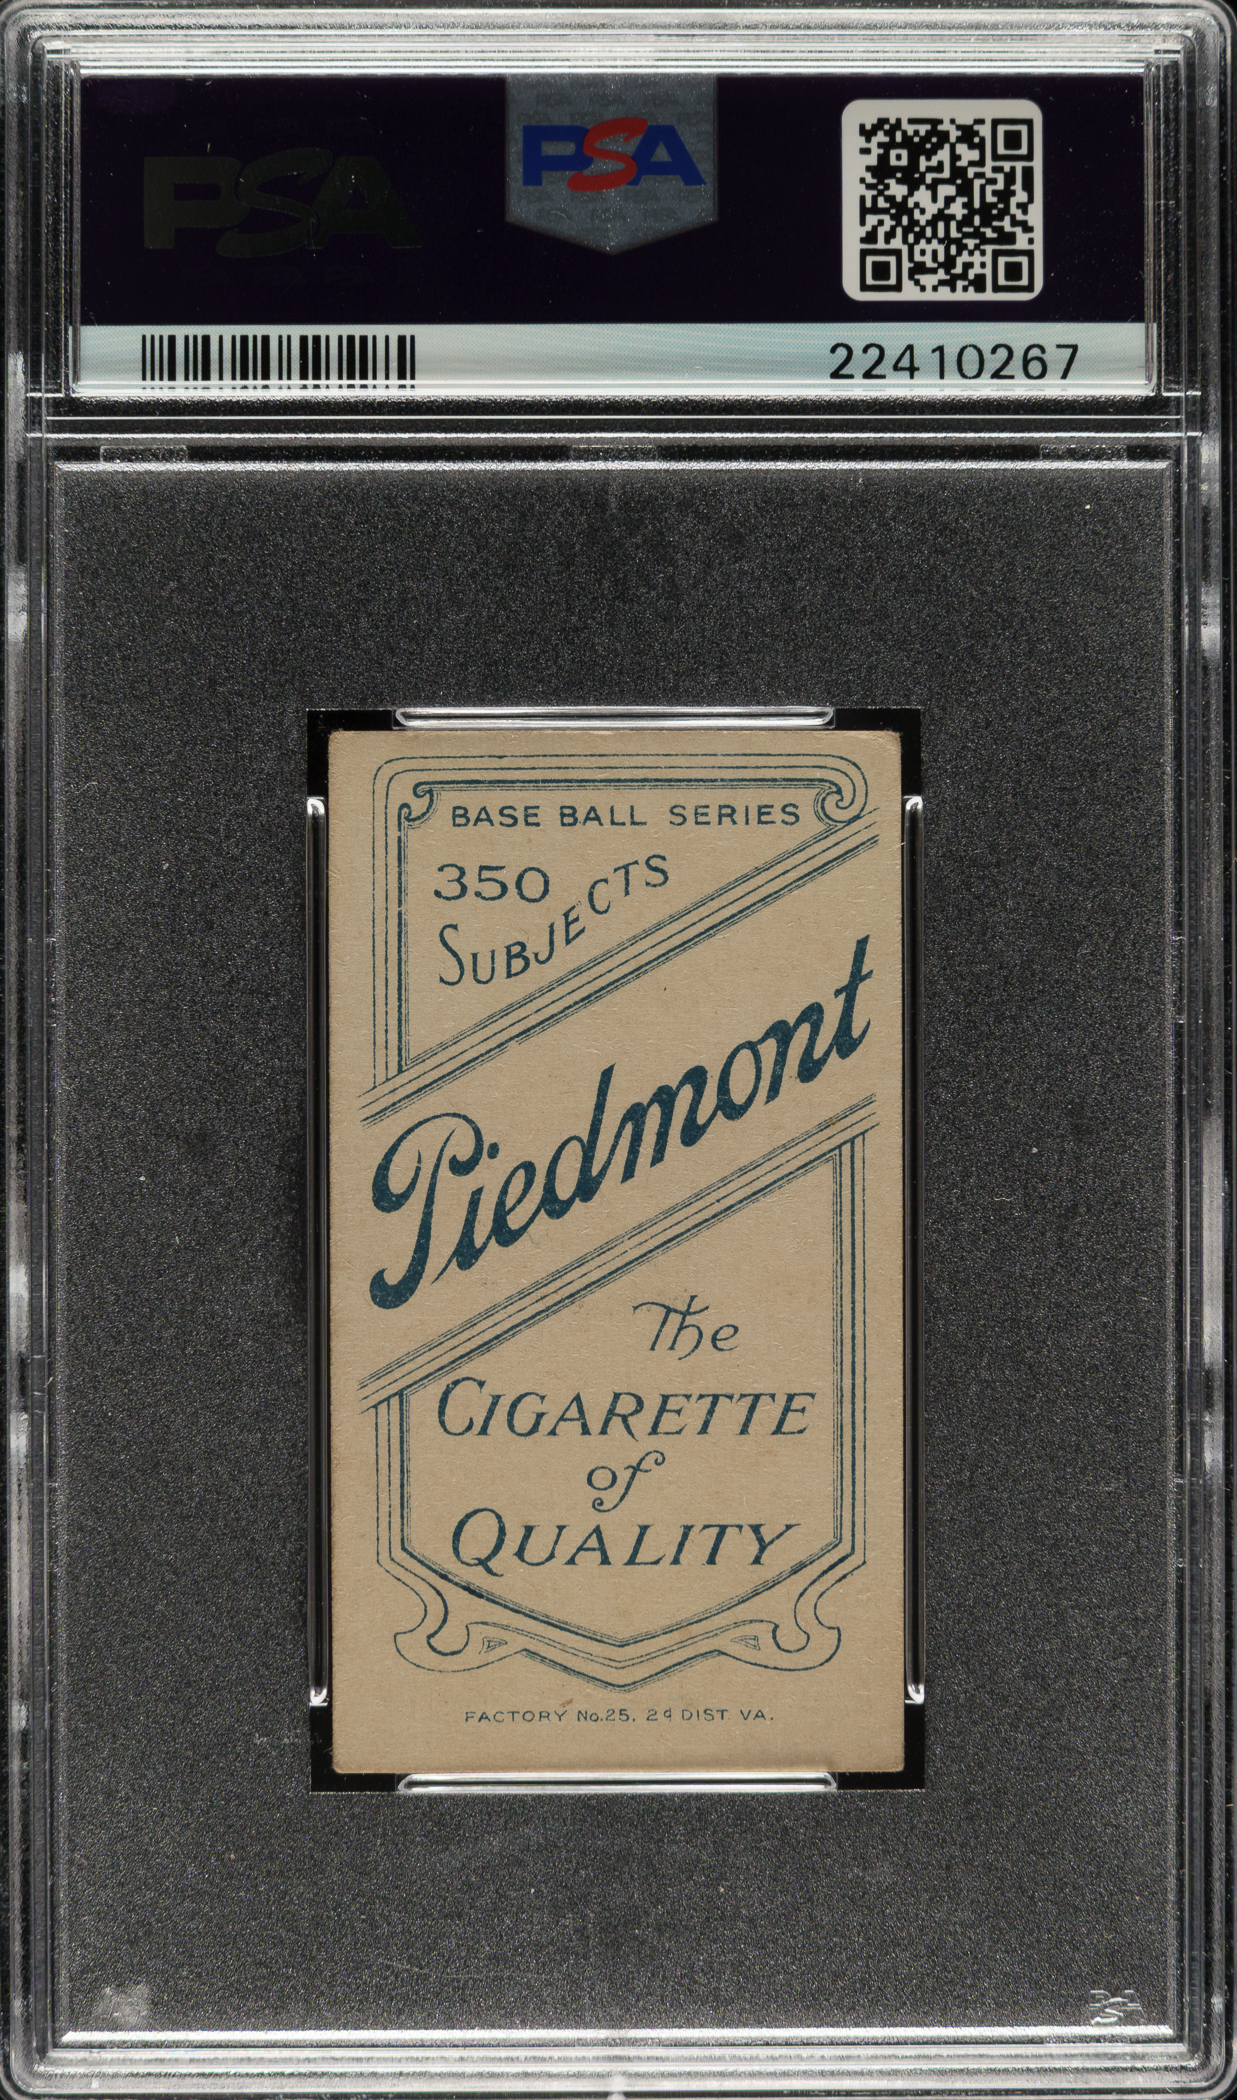 PSA
PSA
22410267
BASE BALL SERIES
350
SUBJECTS
Piedmont
The
CIGARETTE
of
QUALITY
FACTORY No.25, 2d DIST. VA.